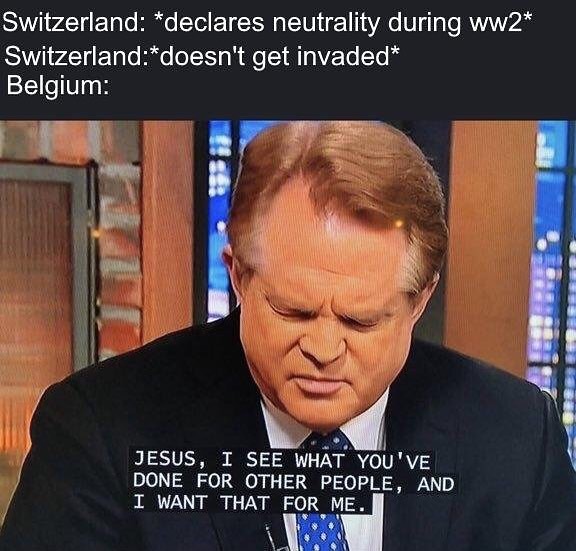 Switzerland: *declares neutrality during ww2*
Switzerland:*doesn't get invaded*
Belgium:
JESUS, I SEE WHAT YOU'VE
DONE FOR OTHER PEOPLE, AND
I WANT THAT FOR ME.